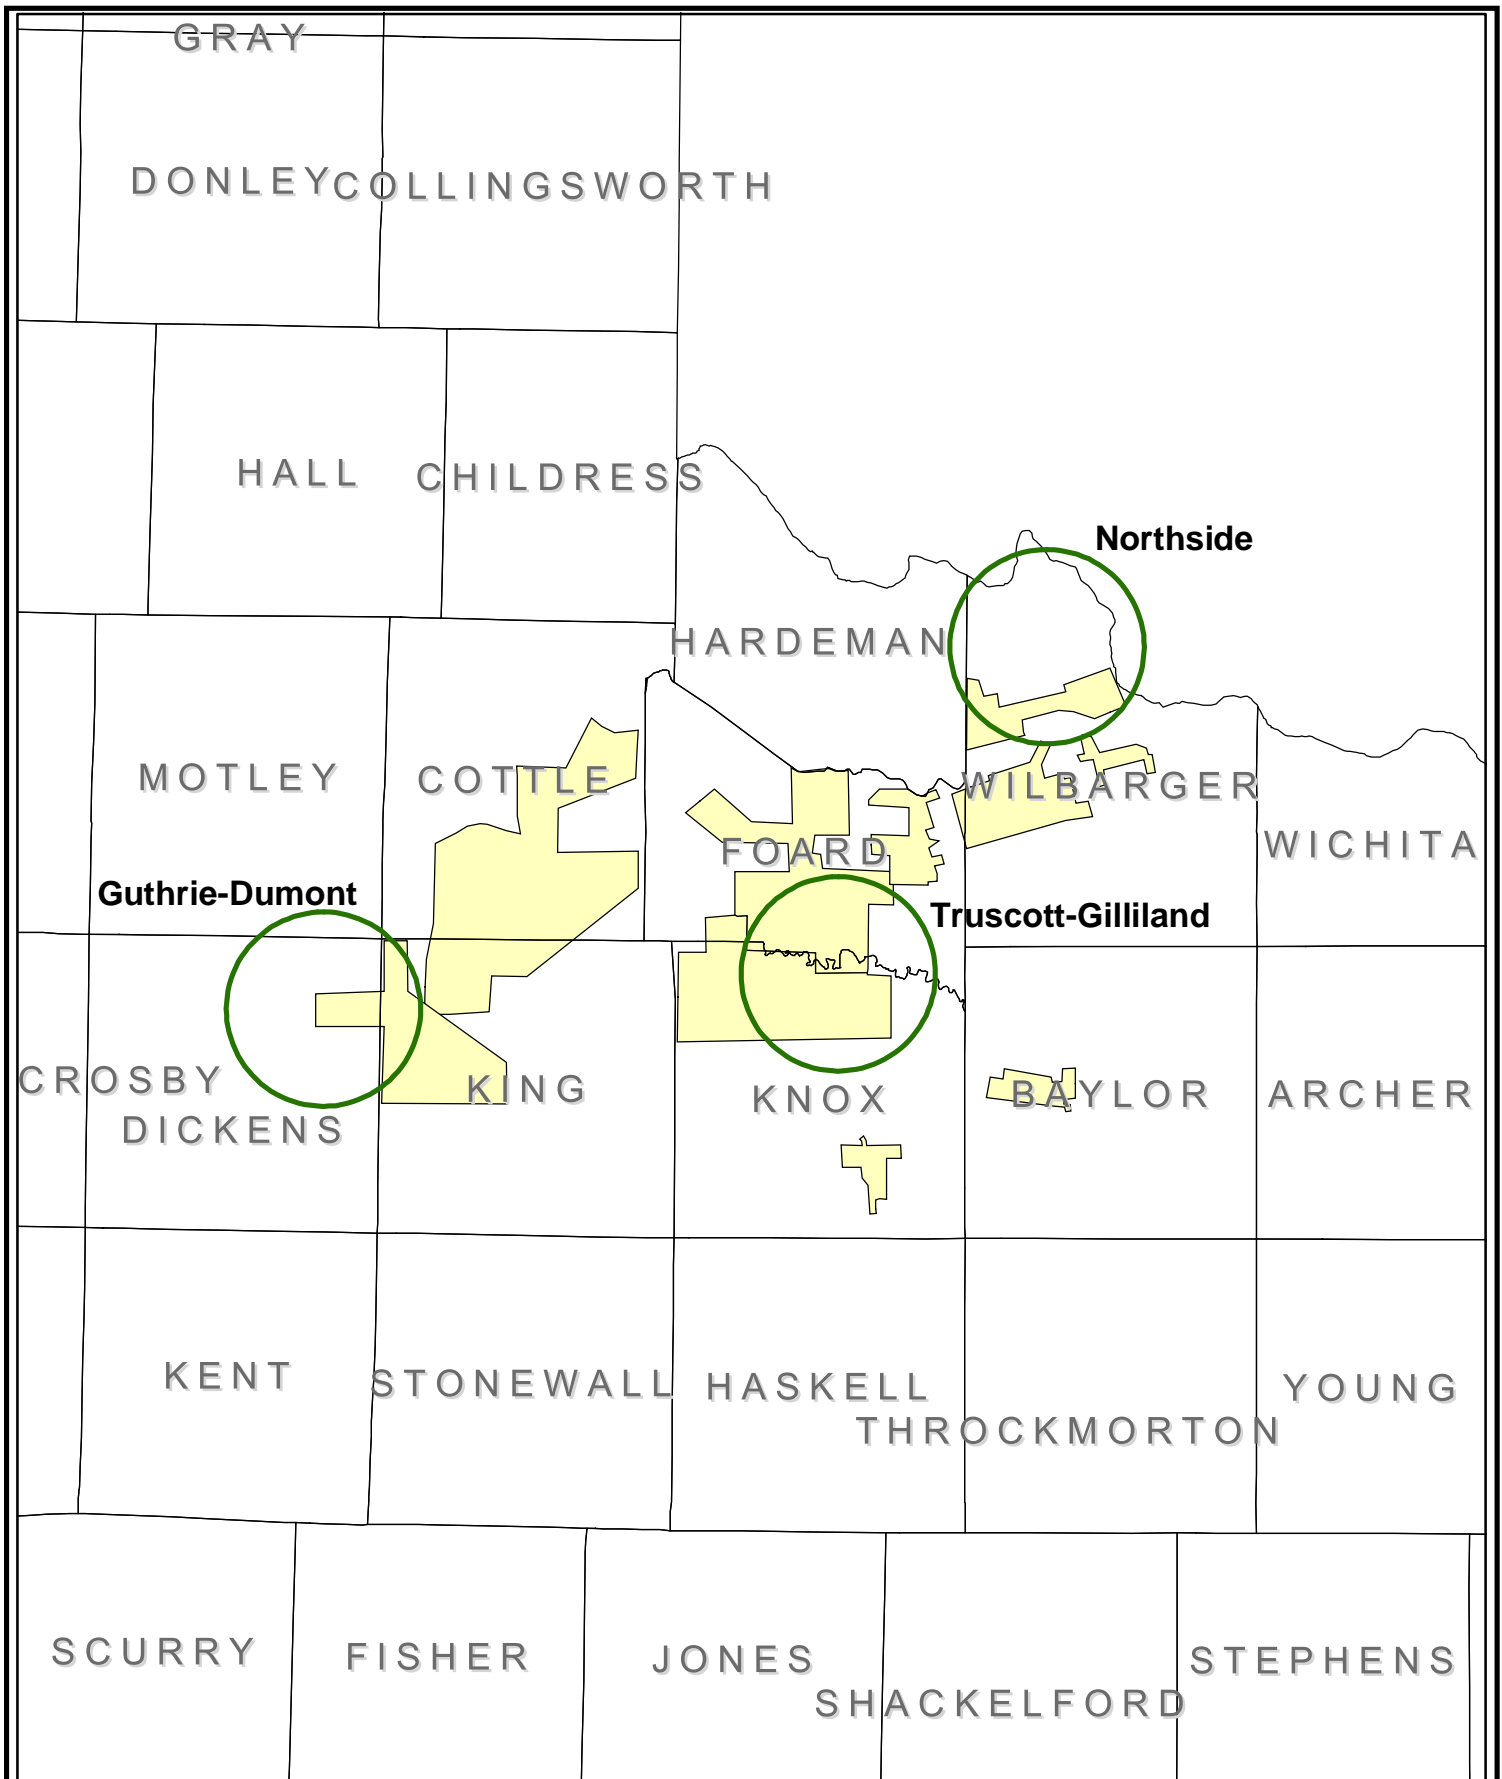 GRAY
DONLEY
COLLINGSWORTH
HALL
CHILDRESS
Northside
HARDEMAN
MOTLEY
COTTLE
WILBARGER
FOARD
WICHITA
Guthrie-Dumont
Truscott-Gilliland
CROSBY
KING
KNOX
BAYLOR
ARCHER
DICKENS
KENT
STONEWALL
HASKELL
YOUNG
THROCKMORTON
SCURRY
FISHER
JONES
STEPHENS
SHACKELFORD